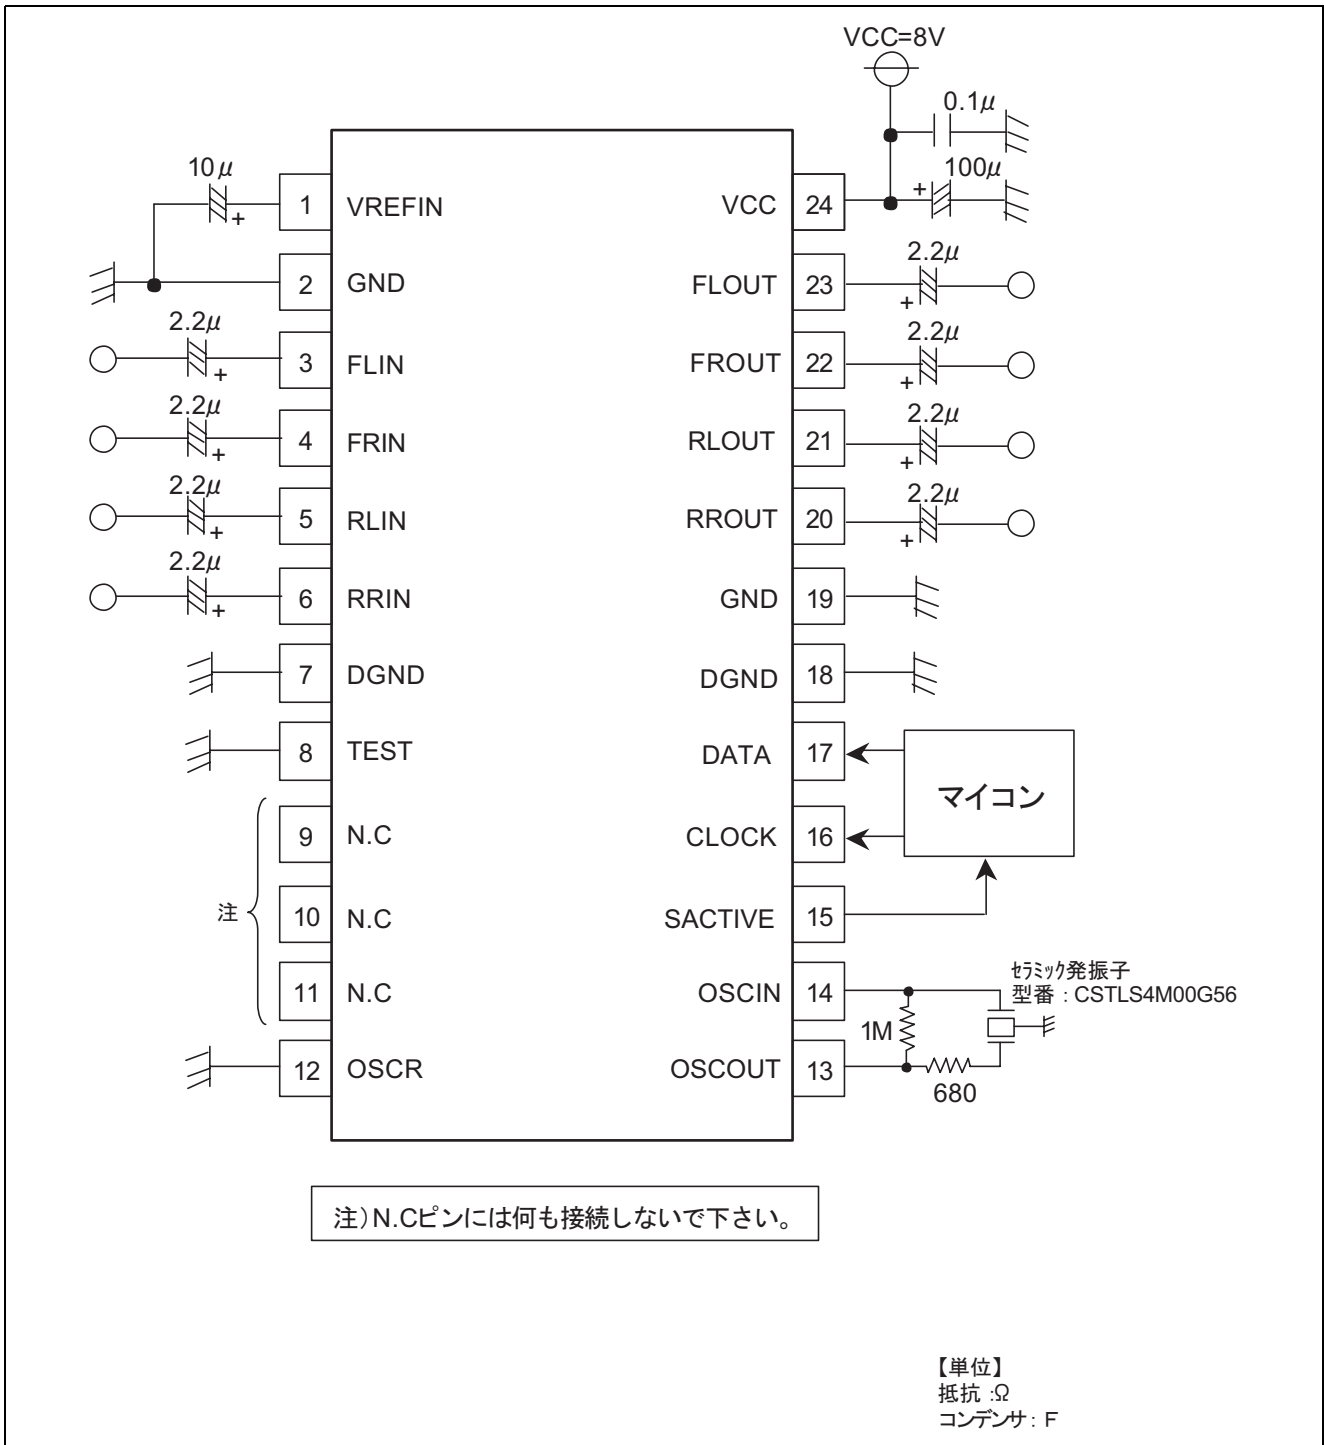 VCC=8V
0.1μ
10μ
+
1
VREFIN
VCC
24
+
100μ
2
GND
FLOUT
23
2.2μ
+
2.2μ
+
3
FLIN
FROUT
22
2.2μ
+
2.2μ
+
4
FRIN
RLOUT
21
2.2μ
+
2.2μ
+
5
RLIN
RROUT
20
2.2μ
+
2.2μ
+
6
RRIN
GND
19
7
DGND
DGND
18
8
TEST
DATA
17
マイコン
9
N.C
CLOCK
16
注
10
N.C
SACTIVE
15
11
N.C
OSCIN
14
セラミック発振子
型番 : CSTLS4M00G56
1M
12
OSCR
OSCOUT
13
680
注)N.Cピンには何も接続しないで下さい。
【単位】
抵抗 :Ω
コンデンサ : F